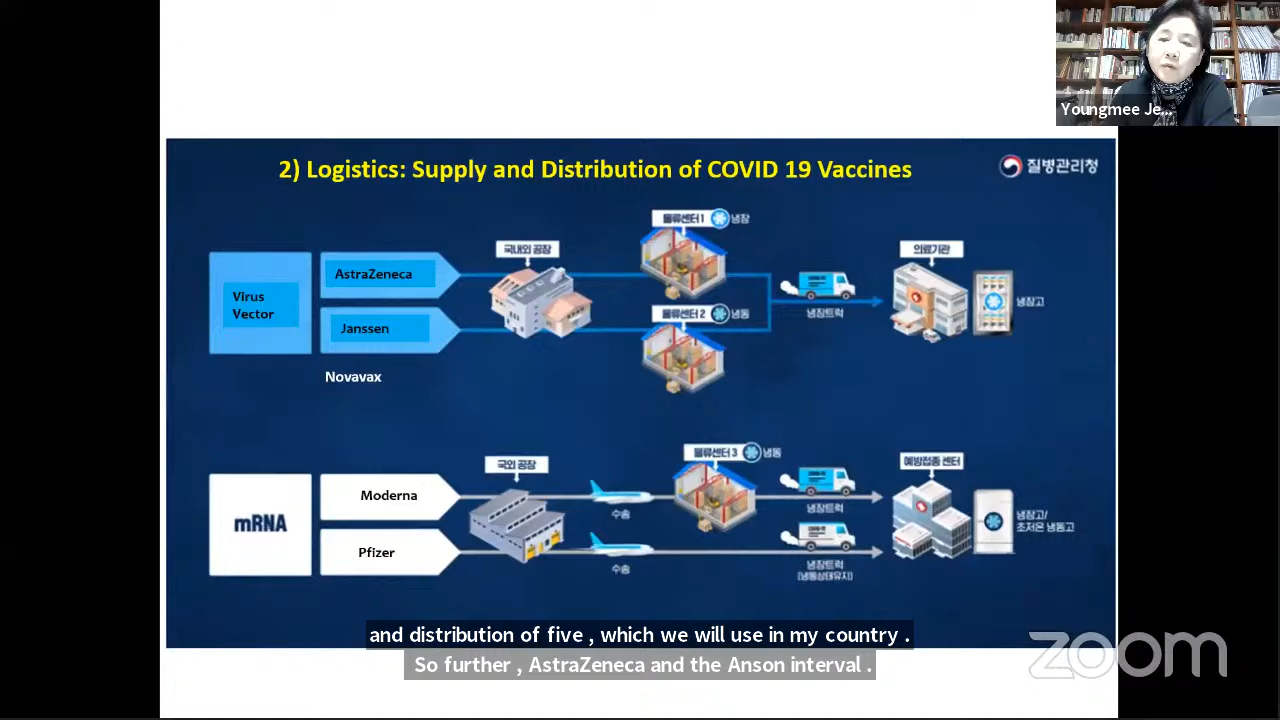 Youngmee Je...
2) Logistics: Supply and Distribution of COVID 19 Vaccines
질병관리청
Virus
Vector
AstraZeneca
Janssen
Novavax
국내외 공장
물류센터 1 냉장
물류센터 2 냉동
냉장트럭
의료기관
냉장고
mRNA
Moderna
Pfizer
국외 공장
수송
수송
물류센터 3 냉동
냉장트럭
냉장트럭
(냉동상태유지)
예방접종 센터
냉장고/
초저온 냉동고
and distribution of five , which we will use in my country .
So further , AstraZeneca and the Anson interval .
zoom